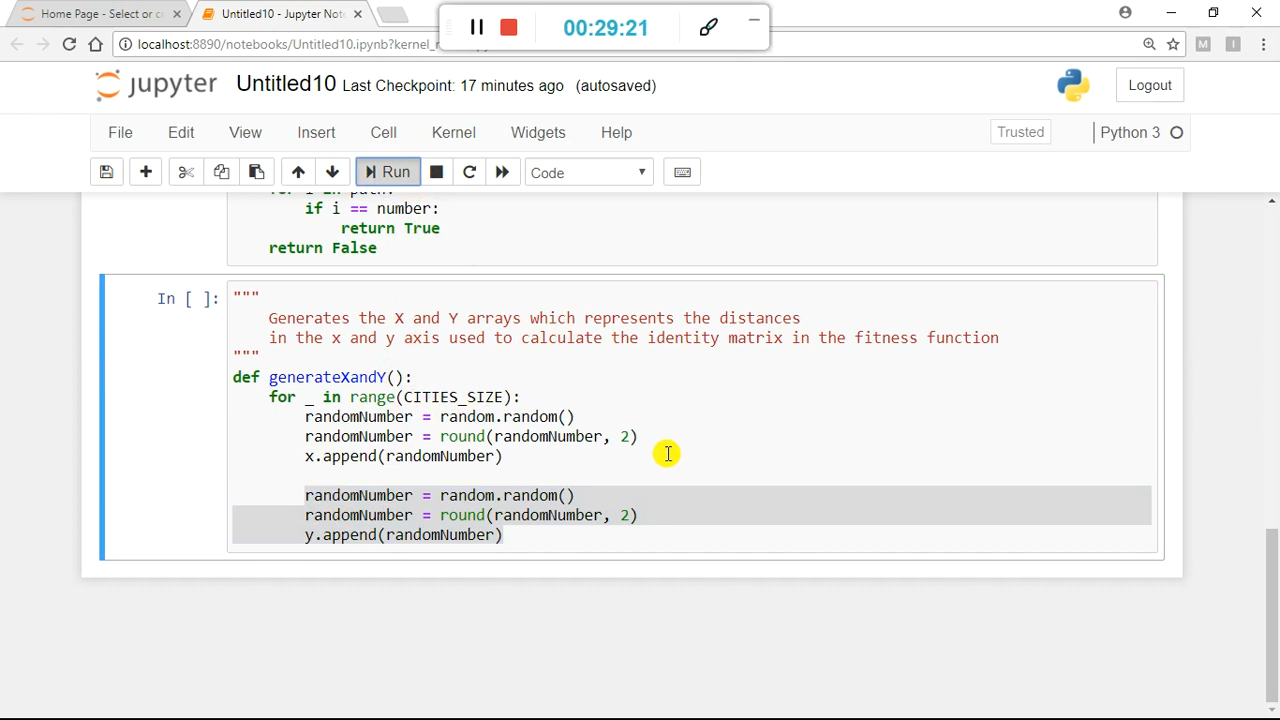 Home Page - Select or c
Untitled10 - Jupyter Not
00:29:21
localhost:8890/notebooks/Untitled10.ipynb?kernel_
M
I
jupyter Untitled10 Last Checkpoint: 17 minutes ago (autosaved)
Logout
File Edit View Insert Cell Kernel Widgets Help
Trusted
Python 3
Run
Code
for i in path:
if i == number:
return True
return False
In [ ]:
"""
Generates the X and Y arrays which represents the distances
in the x and y axis used to calculate the identity matrix in the fitness function
"""
def generateXandY():
for _ in range(CITIES_SIZE):
randomNumber = random.random()
randomNumber = round(randomNumber, 2)
x.append(randomNumber)
randomNumber = random.random()
randomNumber = round(randomNumber, 2)
y.append(randomNumber)